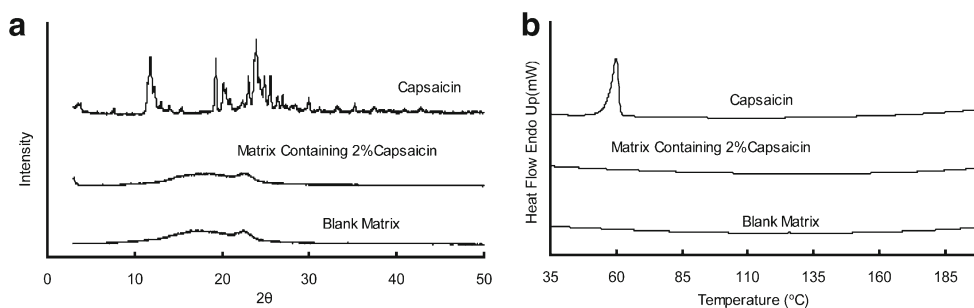 a
Intensity
Capsaicin
Matrix Containing 2%Capsaicin
Blank Matrix
0 10 20 30 40 50
2θ
b
Heat Flow Endo Up(mW)
Capsaicin
Matrix Containing 2%Capsaicin
Blank Matrix
35 60 85 110 135 160 185
Temperature (°C)